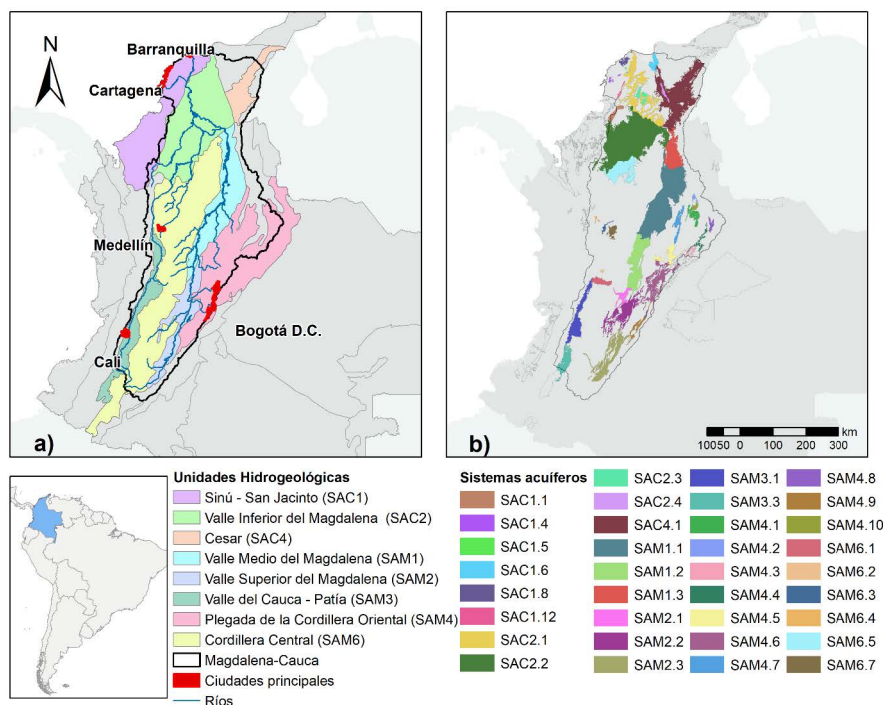 N
Barranquilla
Cartagena
Medellín
Bogotá D.C.
Cali
a)
b)
10050 0 100 200 300
km
Unidades Hidrogeológicas
Sinú - San Jacinto (SAC1)
Valle Inferior del Magdalena (SAC2)
Cesar (SAC4)
Valle Medio del Magdalena (SAM1)
Valle Superior del Magdalena (SAM2)
Valle del Cauca - Patía (SAM3)
Plegada de la Cordillera Oriental (SAM4)
Cordillera Central (SAM6)
Magdalena-Cauca
Ciudades principales
Ríos
Sistemas acuíferos
SAC1.1
SAC1.4
SAC1.5
SAC1.6
SAC1.8
SAC1.12
SAC2.1
SAC2.2
SAC2.3
SAC2.4
SAC4.1
SAM1.1
SAM1.2
SAM1.3
SAM2.1
SAM2.2
SAM2.3
SAM3.1
SAM3.3
SAM4.1
SAM4.2
SAM4.3
SAM4.4
SAM4.5
SAM4.6
SAM4.7
SAM4.8
SAM4.9
SAM4.10
SAM6.1
SAM6.2
SAM6.3
SAM6.4
SAM6.5
SAM6.7